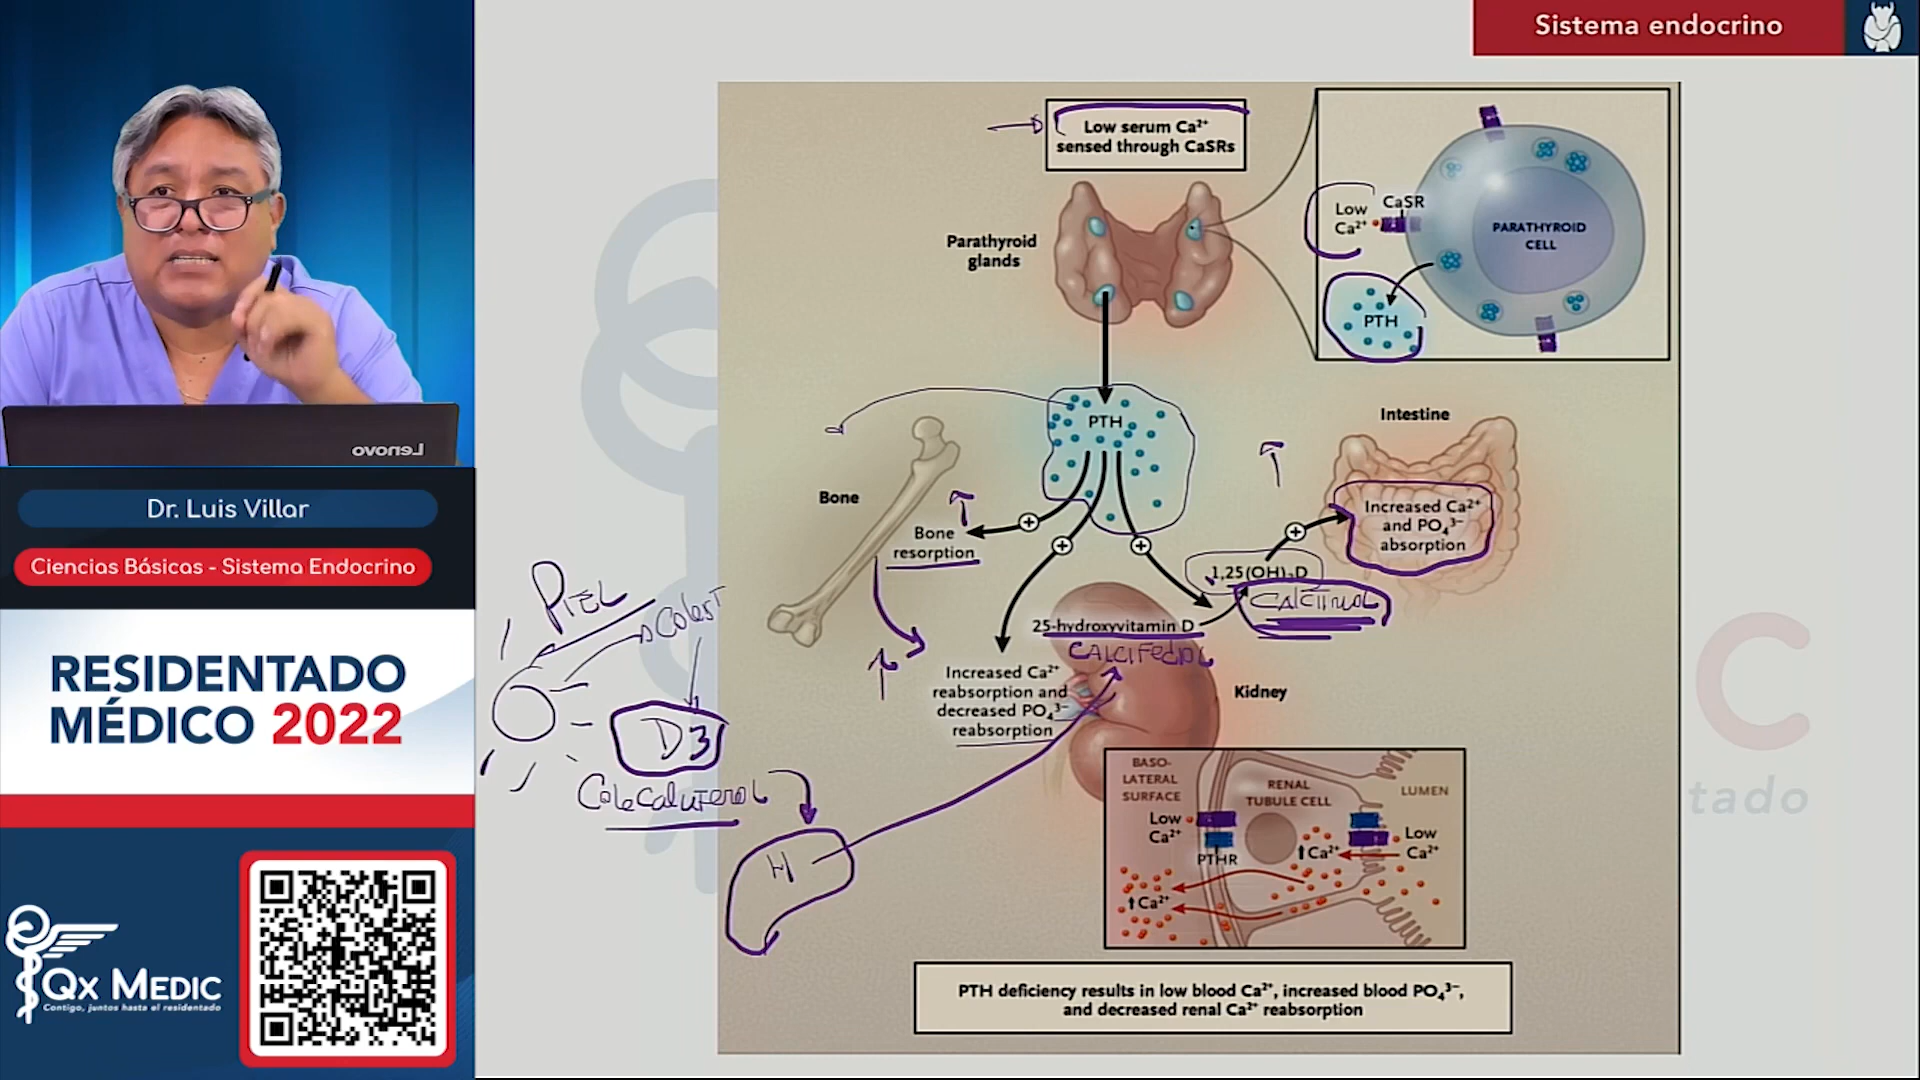 Sistema endocrino
Lenovo
Dr. Luis Villar
Ciencias Básicas - Sistema Endocrino
RESIDENTADO
MÉDICO 2022
QX MEDIC
Contigo, juntos hasta el residentado
Low serum Ca²⁺
sensed through CaSRs
Parathyroid
glands
Low
Ca²⁺
CaSR
PARATHYROID
CELL
PTH
PTH
Intestine
Bone
Bone
resorption
Increased Ca²⁺
and PO₄³⁻
absorption
1,25(OH)₂D
CALCITRIOL
25-hydroxyvitamin D
CALCIFEDIOL
Increased Ca²⁺
reabsorption and
decreased PO₄³⁻
reabsorption
Kidney
PIEL
COLEST
D3
H
BASO-
LATERAL
SURFACE
RENAL
TUBULE CELL
LUMEN
Low
Ca²⁺
PTHR
↑Ca²⁺
Low
Ca²⁺
↑Ca²⁺
PTH deficiency results in low blood Ca²⁺, increased blood PO₄³⁻,
and decreased renal Ca²⁺ reabsorption
C
tado